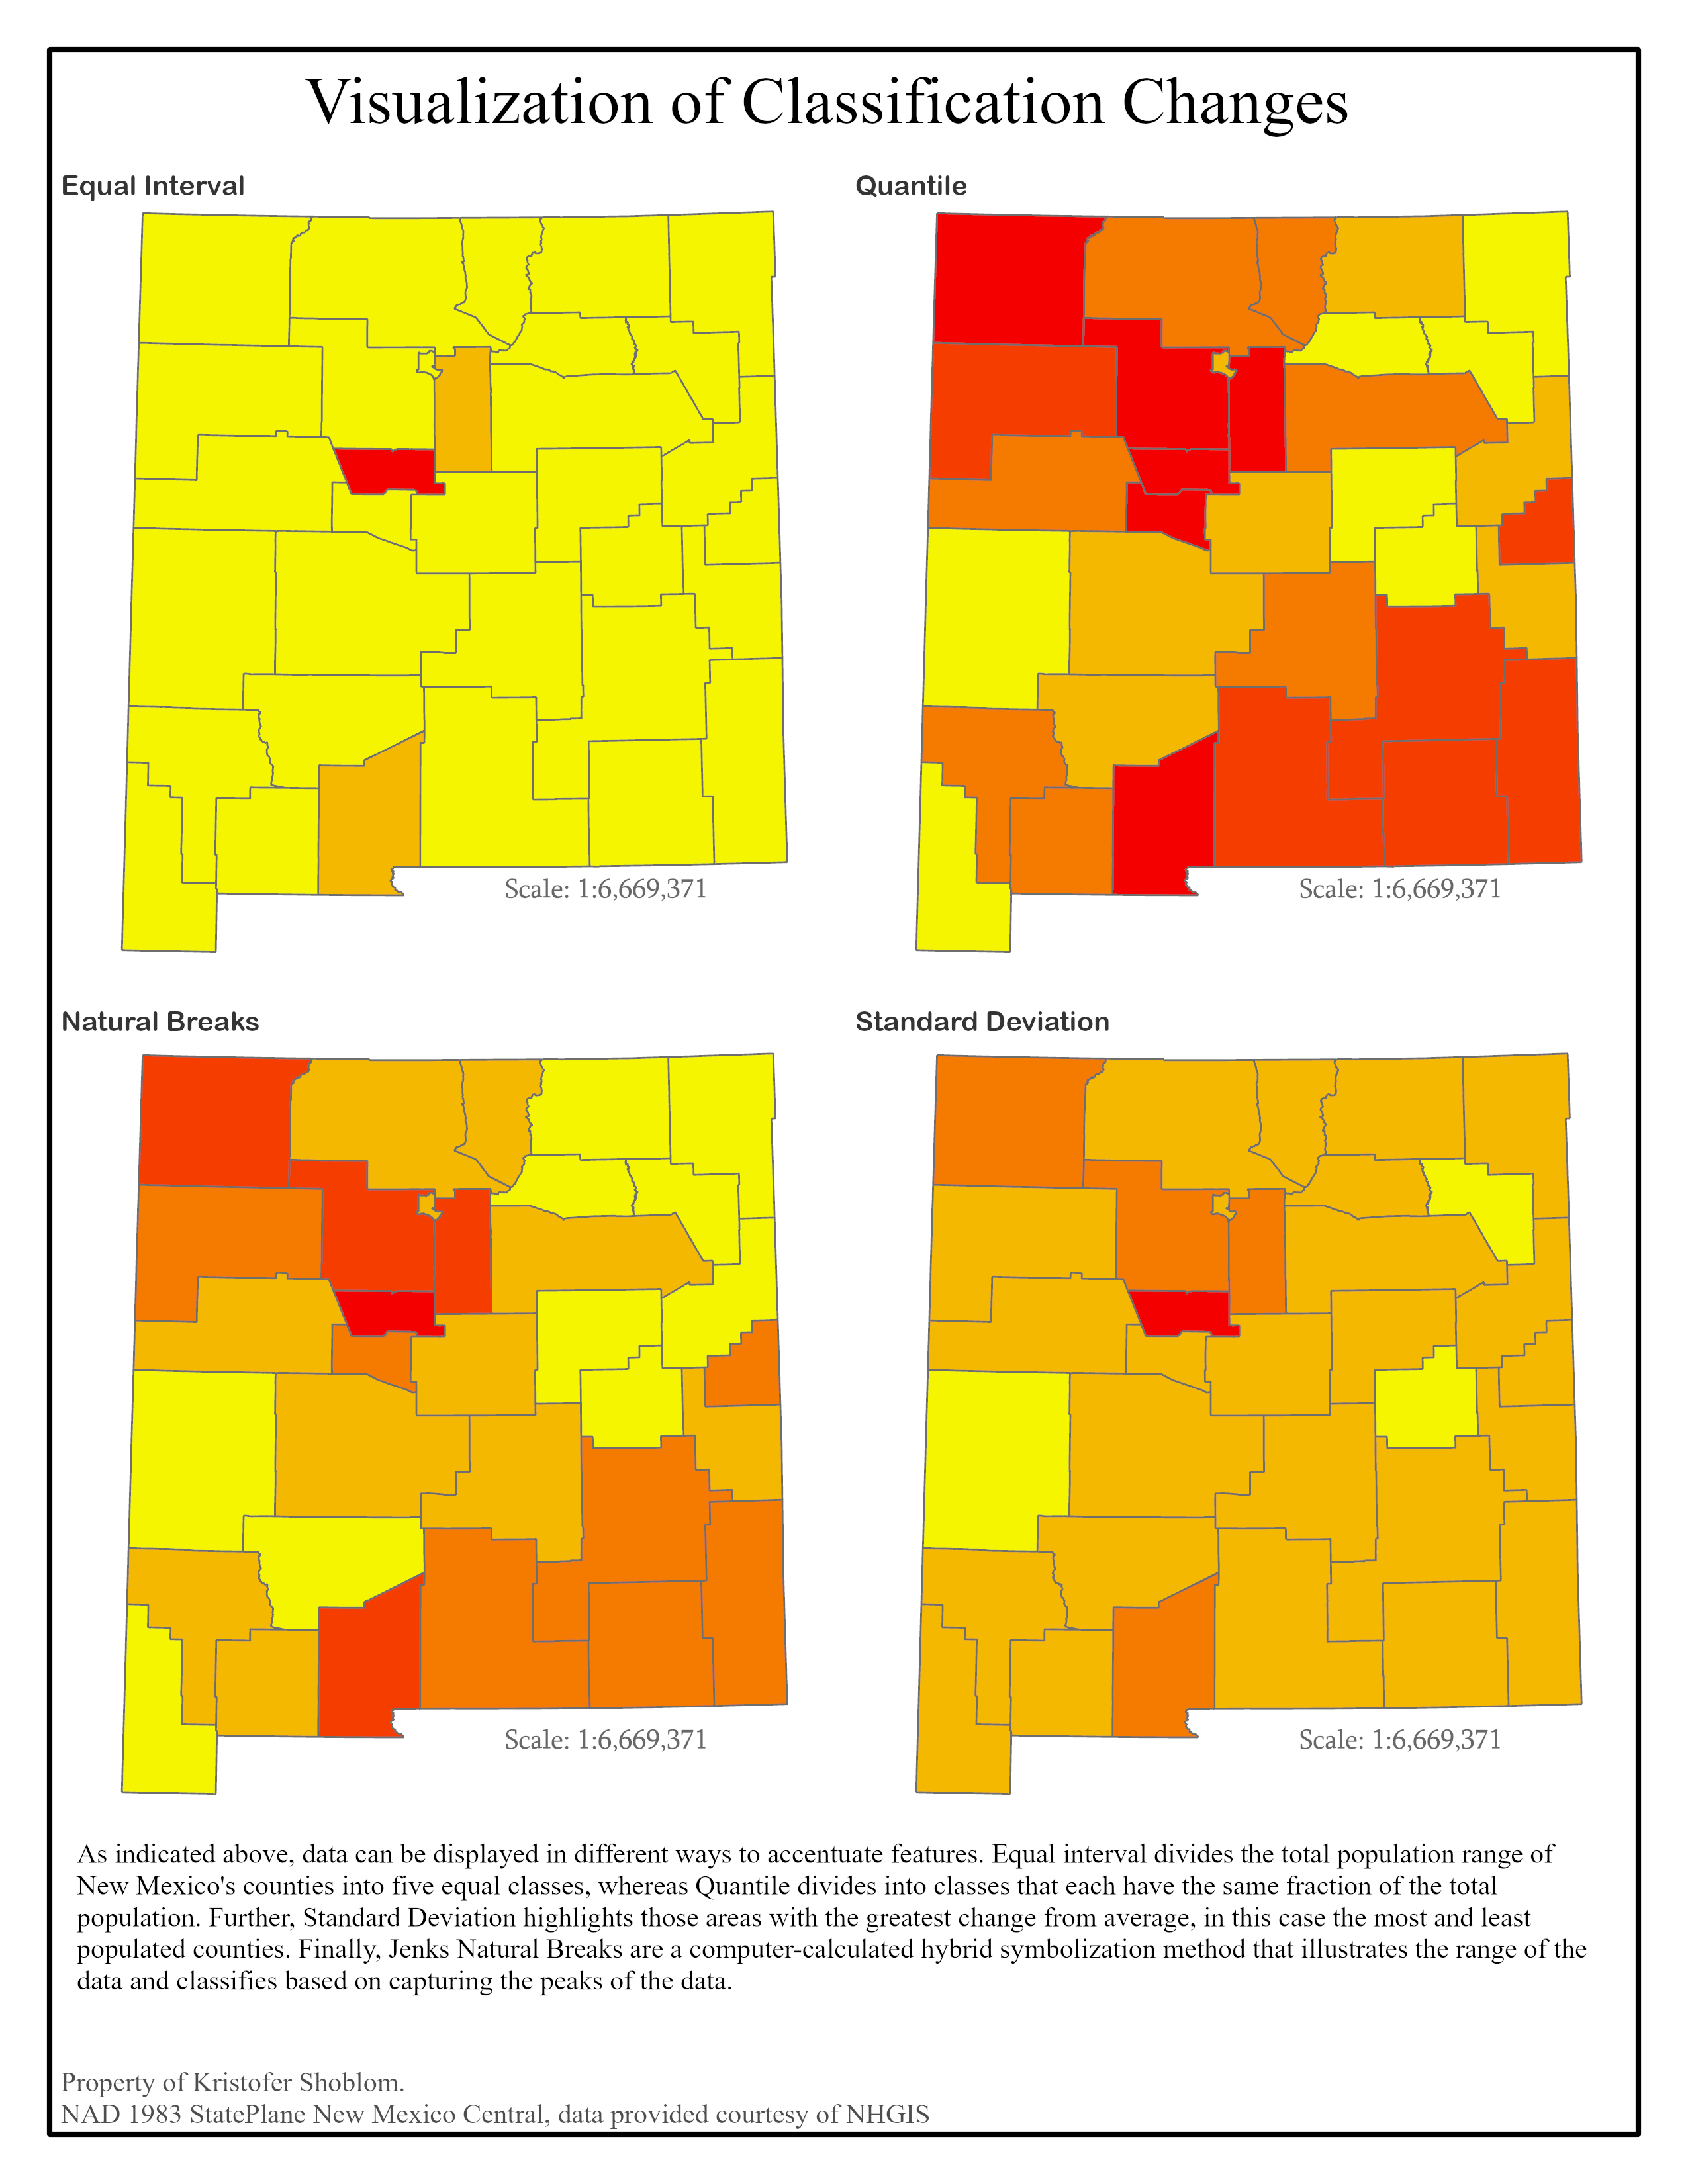 Visualization of Classification Changes
Equal Interval
Quantile
Scale: 1:6,669,371
Scale: 1:6,669,371
Natural Breaks
Standard Deviation
Scale: 1:6,669,371
Scale: 1:6,669,371
As indicated above, data can be displayed in different ways to accentuate features. Equal interval divides the total population range of
New Mexico's counties into five equal classes, whereas Quantile divides into classes that each have the same fraction of the total
population. Further, Standard Deviation highlights those areas with the greatest change from average, in this case the most and least
populated counties. Finally, Jenks Natural Breaks are a computer-calculated hybrid symbolization method that illustrates the range of the
data and classifies based on capturing the peaks of the data.
Property of Kristofer Shoblom.
NAD 1983 StatePlane New Mexico Central, data provided courtesy of NHGIS